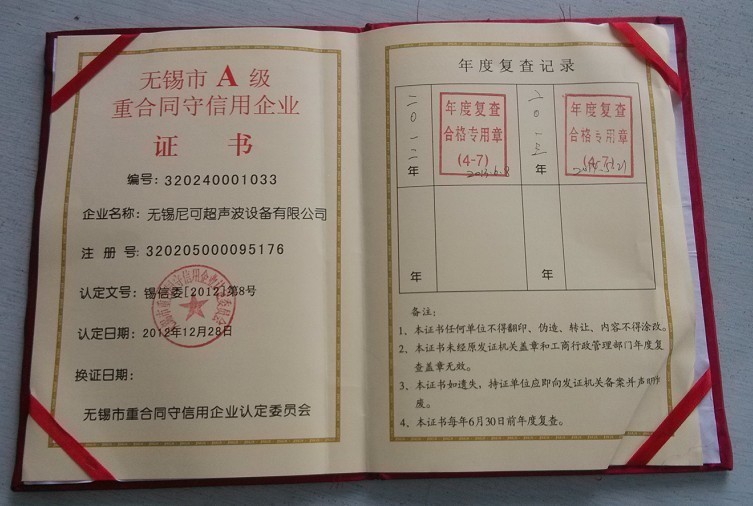 无锡市 A 级
重合同守信用企业
证 书
编号: 320240001033
企业名称: 无锡尼可超声波设备有限公司
注 册 号: 320205000095176
认定文号: 锡信委[2012]第8号
认定日期: 2012年12月28日
换证日期:
无锡市重合同守信用企业认定委员会
年度复查记录
二〇一二年
年度复查
合格专用章
(4-7)
二〇一三年
年度复查
合格专用章
年
年
备注:
1、本证书任何单位不得翻印、伪造、转让、内容不得涂改。
2、本证书未经原发证机关盖章和工商行政管理部门年度复
查盖章无效。
3、本证书如遗失，持证单位应即向发证机关备案并声明作
废。
4、本证书每年6月30日前年度复查。